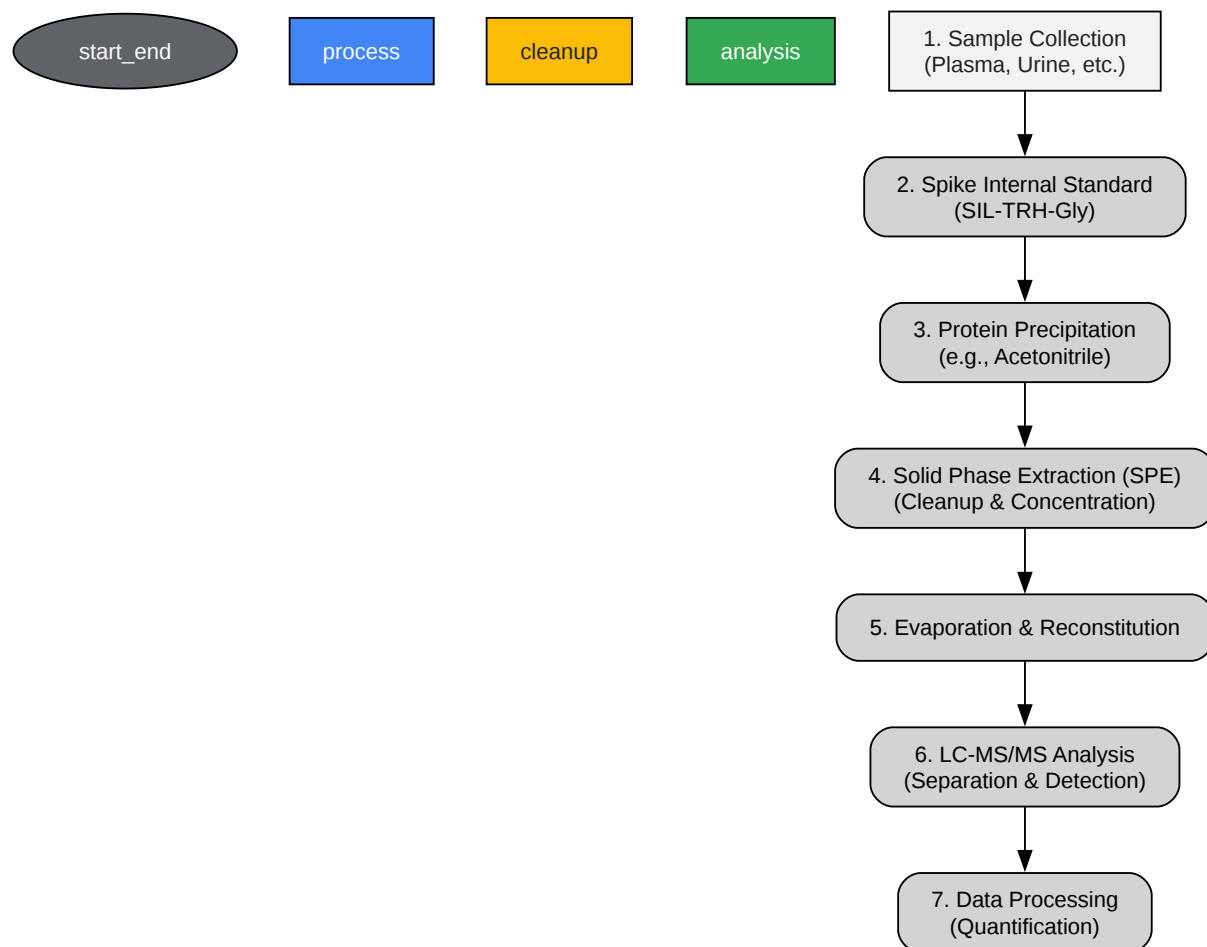 start_end
process
cleanup
analysis
1. Sample Collection
(Plasma, Urine, etc.)
2. Spike Internal Standard
(SIL-TRH-Gly)
3. Protein Precipitation
(e.g., Acetonitrile)
4. Solid Phase Extraction (SPE)
(Cleanup & Concentration)
5. Evaporation & Reconstitution
6. LC-MS/MS Analysis
(Separation & Detection)
7. Data Processing
(Quantification)